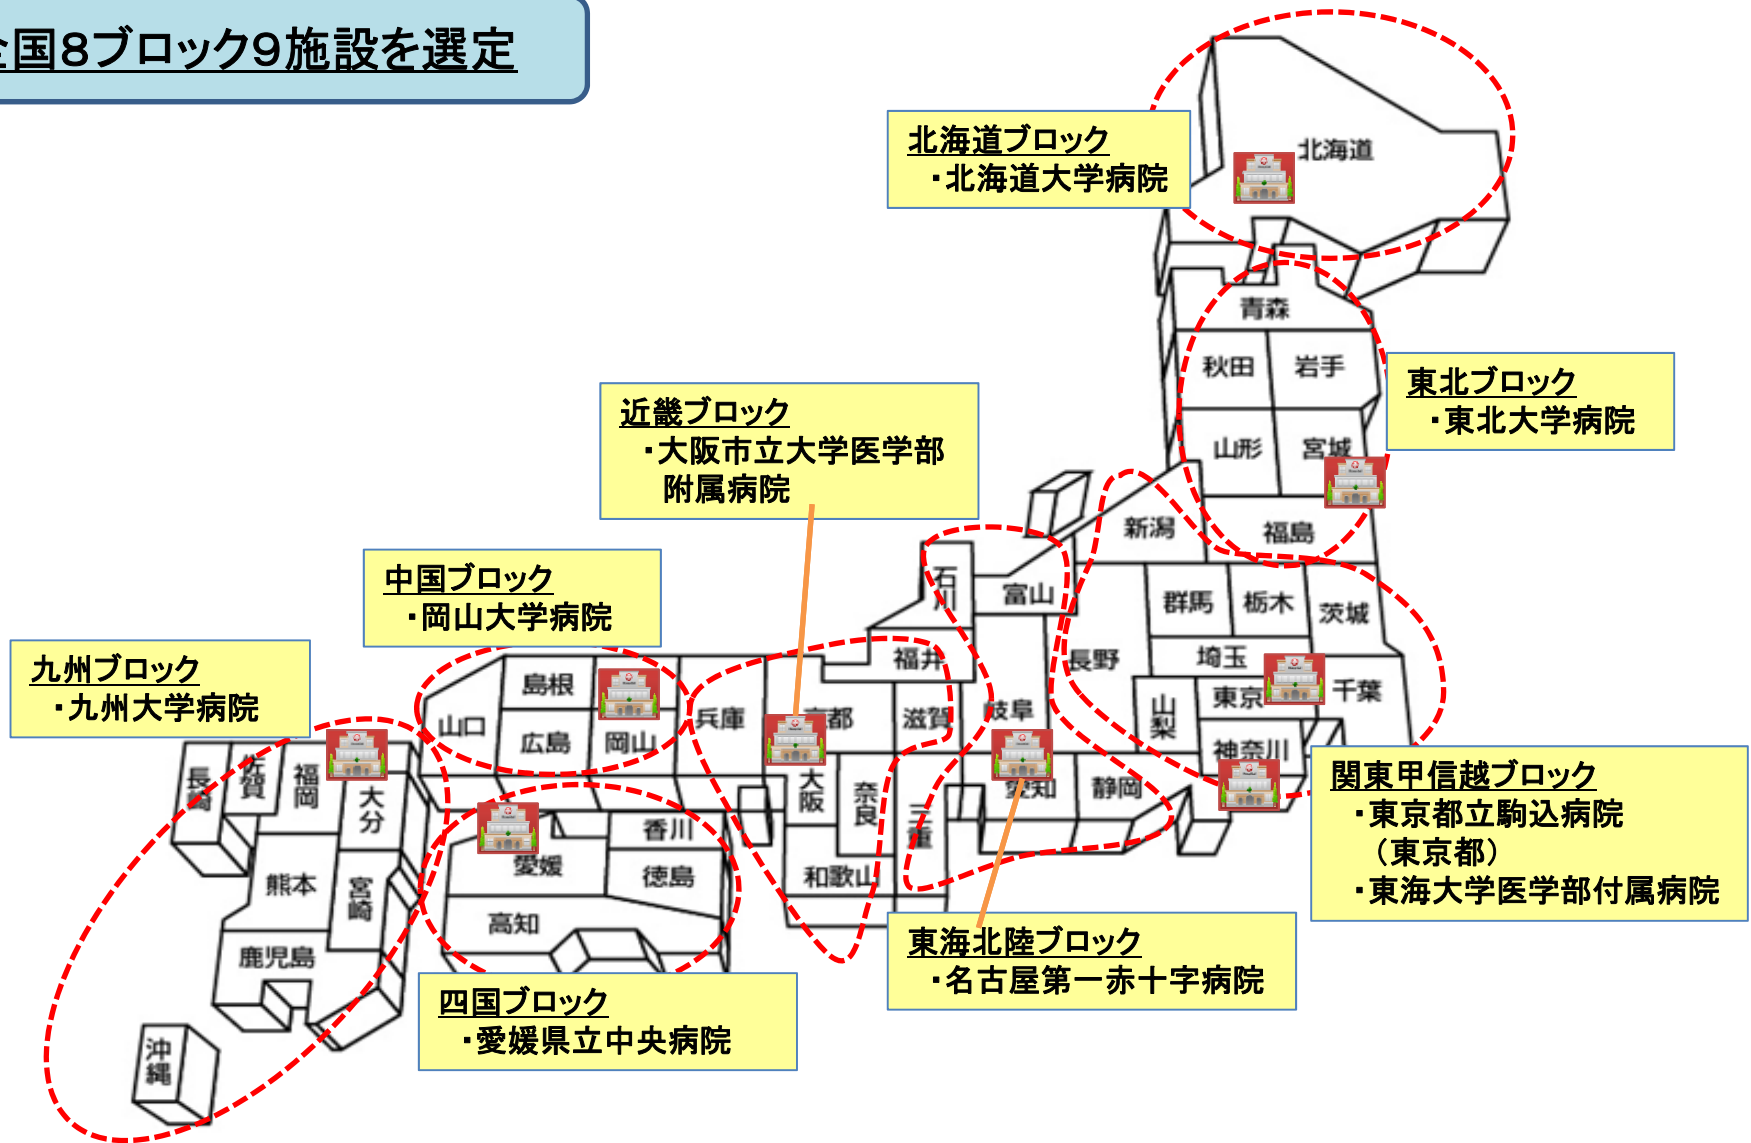 全国8ブロック9施設を選定
北海道ブロック
・北海道大学病院
北海道
青森
秋田
岩手
東北ブロック
・東北大学病院
山形
宮城
近畿ブロック
・大阪市立大学医学部
附属病院
新潟
福島
中国ブロック
・岡山大学病院
石川
富山
群馬
栃木
茨城
九州ブロック
・九州大学病院
島根
福井
長野
埼玉
山口
広島
岡山
兵庫
京都
滋賀
岐阜
山梨
東京
千葉
神奈川
長崎
佐賀
福岡
大分
大阪
奈良
三重
愛知
静岡
関東甲信越ブロック
・東京都立駒込病院
（東京都）
・東海大学医学部付属病院
香川
愛媛
徳島
和歌山
熊本
宮崎
高知
鹿児島
東海北陸ブロック
・名古屋第一赤十字病院
四国ブロック
・愛媛県立中央病院
沖縄